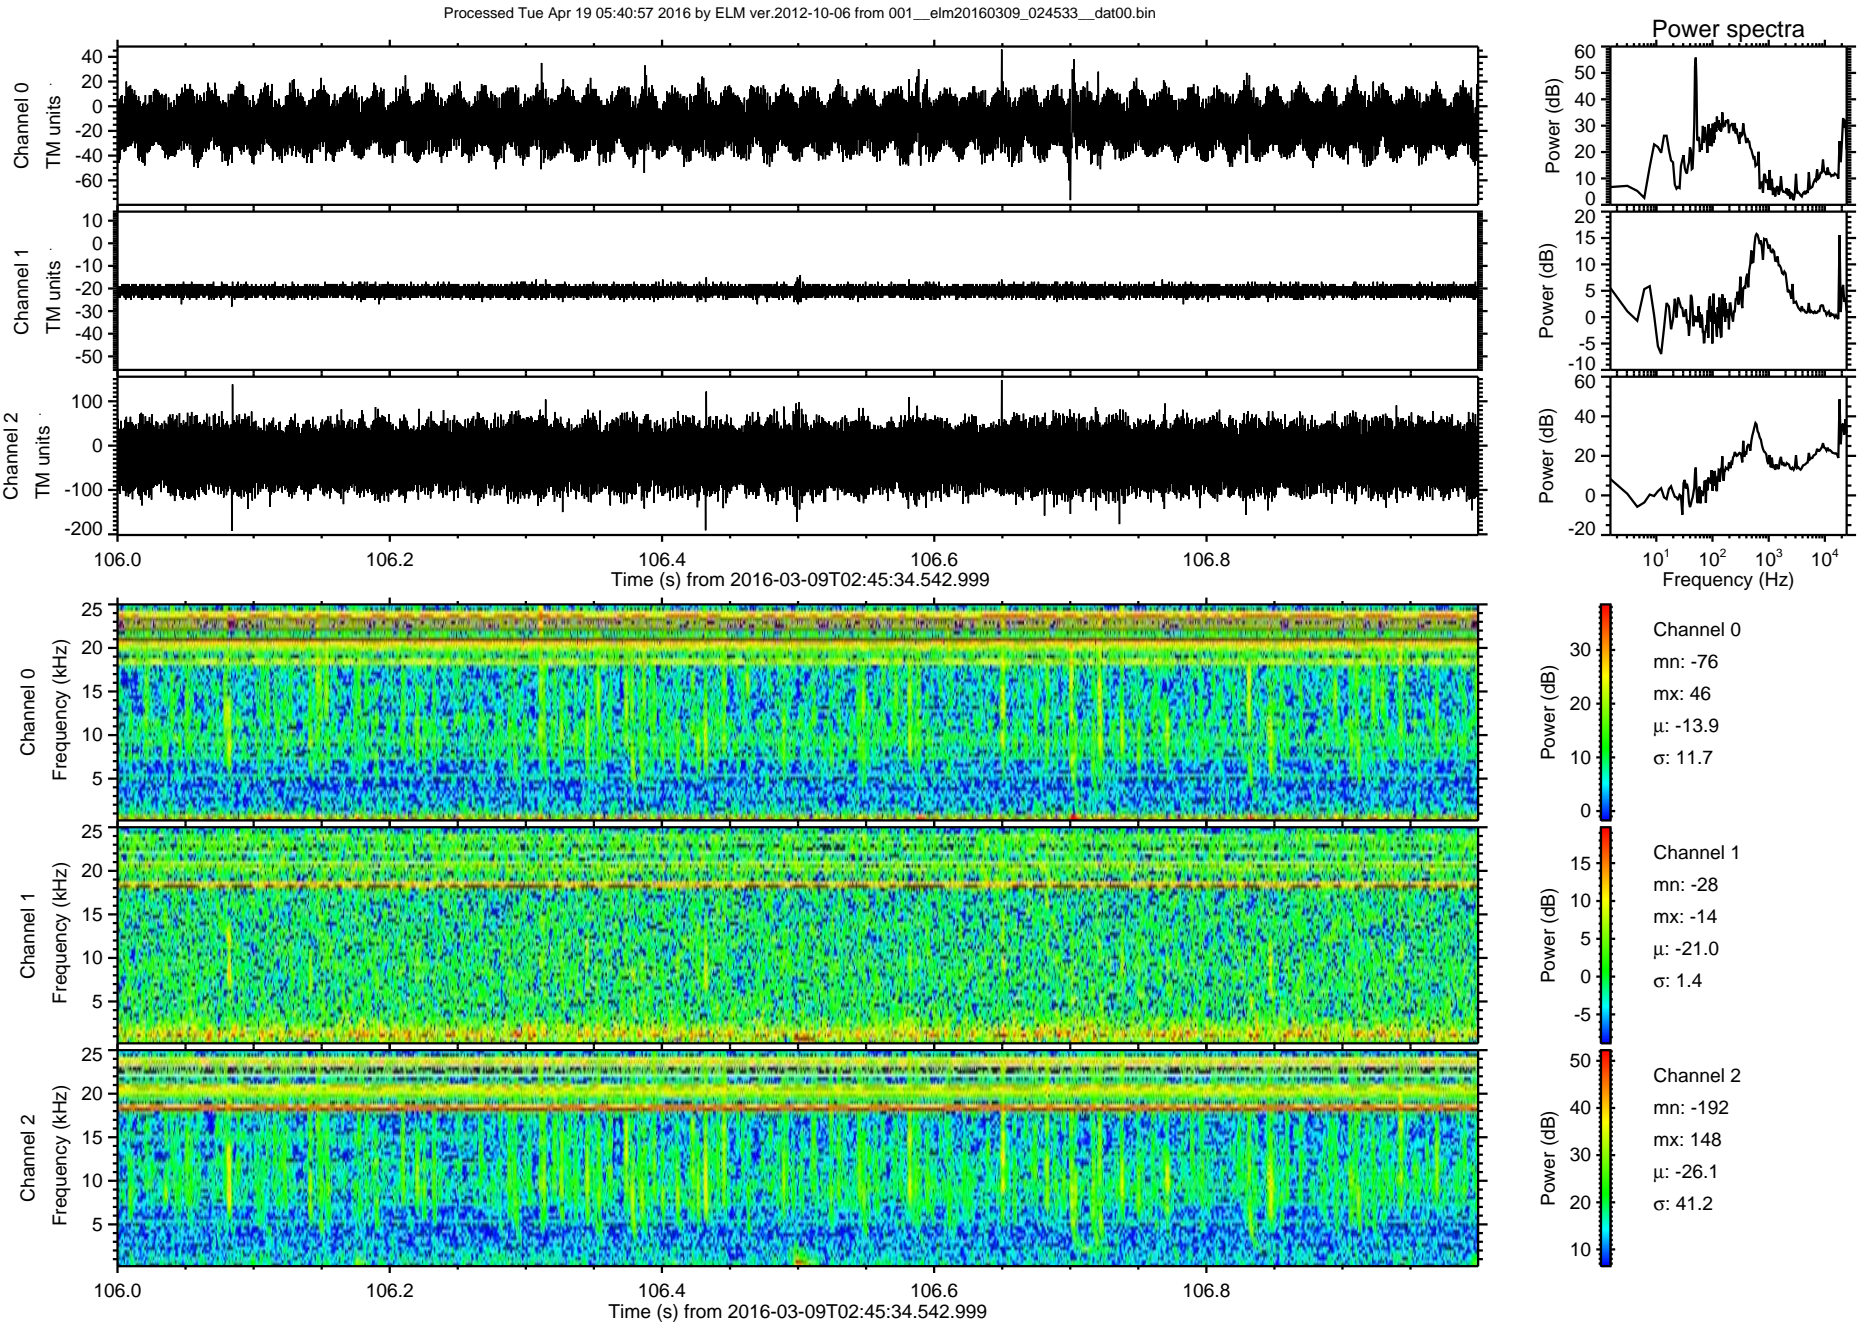 Processed Tue Apr 19 05:40:57 2016 by ELM ver.2012-10-06 from 001__elm20160309_024533__dat00.bin
Power spectra
Channel 0
TM units
40
20
0
-20
-40
-60
Power (dB)
60
50
40
30
20
10
0
Channel 1
TM units
10
0
-10
-20
-30
-40
-50
Power (dB)
20
15
10
5
0
-5
-10
Channel 2
TM units
100
0
-100
-200
Power (dB)
60
40
20
0
-20
106.0 106.2 106.4 106.6 106.8
Time (s) from 2016-03-09T02:45:34.542.999
10^1 10^2 10^3 10^4
Frequency (Hz)
Channel 0
Frequency (kHz)
25
20
15
10
5
Power (dB)
30
20
10
0
Channel 0
mn: -76
mx: 46
µ: -13.9
σ: 11.7
Channel 1
Frequency (kHz)
25
20
15
10
5
Power (dB)
15
10
5
0
-5
Channel 1
mn: -28
mx: -14
µ: -21.0
σ: 1.4
Channel 2
Frequency (kHz)
25
20
15
10
5
Power (dB)
50
40
30
20
10
Channel 2
mn: -192
mx: 148
µ: -26.1
σ: 41.2
106.0 106.2 106.4 106.6 106.8
Time (s) from 2016-03-09T02:45:34.542.999